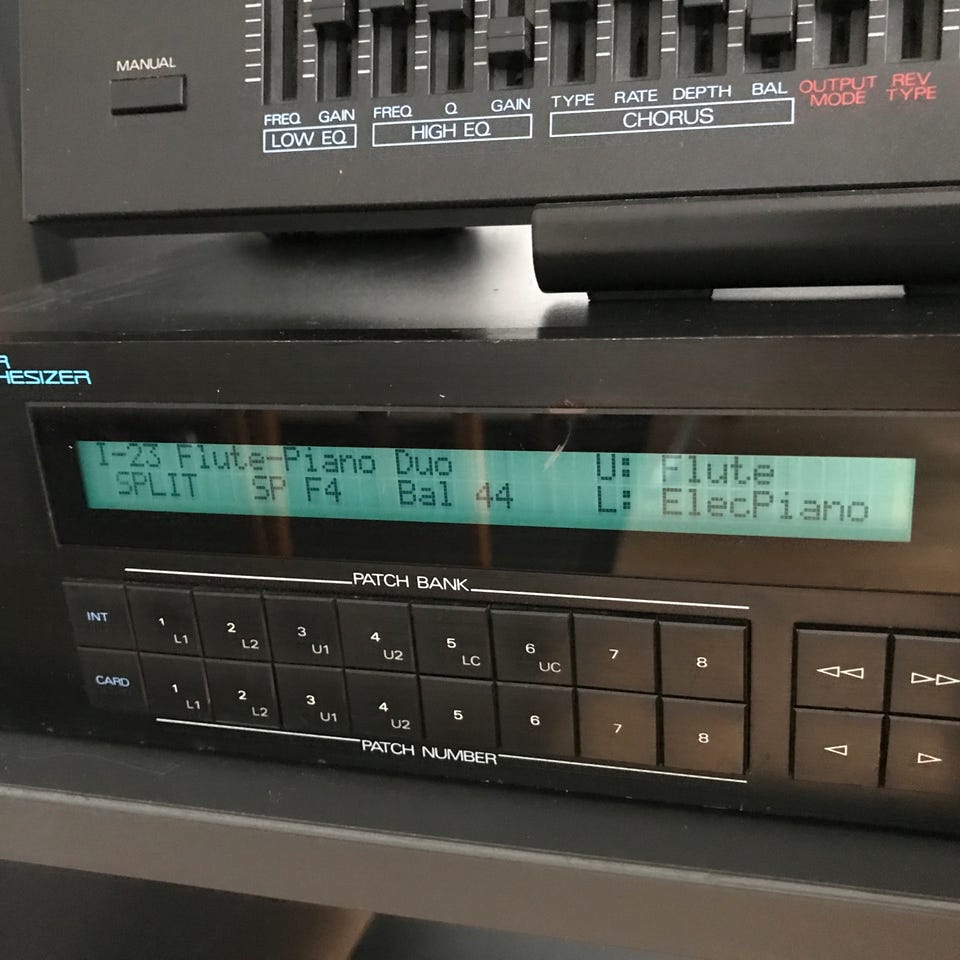 MANUAL
FREQ GAIN FREQ Q GAIN TYPE RATE DEPTH BAL OUTPUT MODE REV TYPE
LOW EQ HIGH EQ CHORUS
R
HESIZER
I-23 Flute-Piano Duo U: Flute
SPLIT SP F4 Bal 44 L: ElecPiano
PATCH BANK
INT 1 L1 2 L2 3 U1 4 U2 5 LC 6 UC 7 8
CARD 1 L1 2 L2 3 U1 4 U2 5 6 7 8
PATCH NUMBER